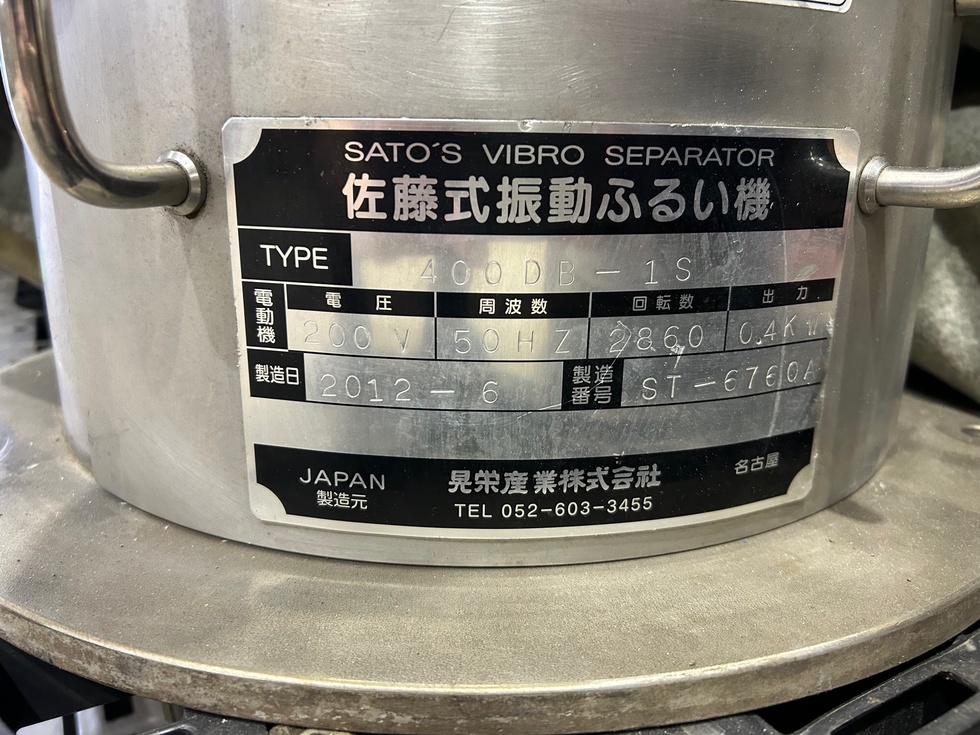 SATO'S VIBRO SEPARATOR
佐藤式振動ふるい機
TYPE 400DB-1S
電動機 電圧 周波数 回転数 出力
200V 50HZ 2860 0.4KW
製造日 2012-6 製造番号 ST-6760A
JAPAN 製造元 晃栄産業株式会社 名古屋
TEL 052-603-3455